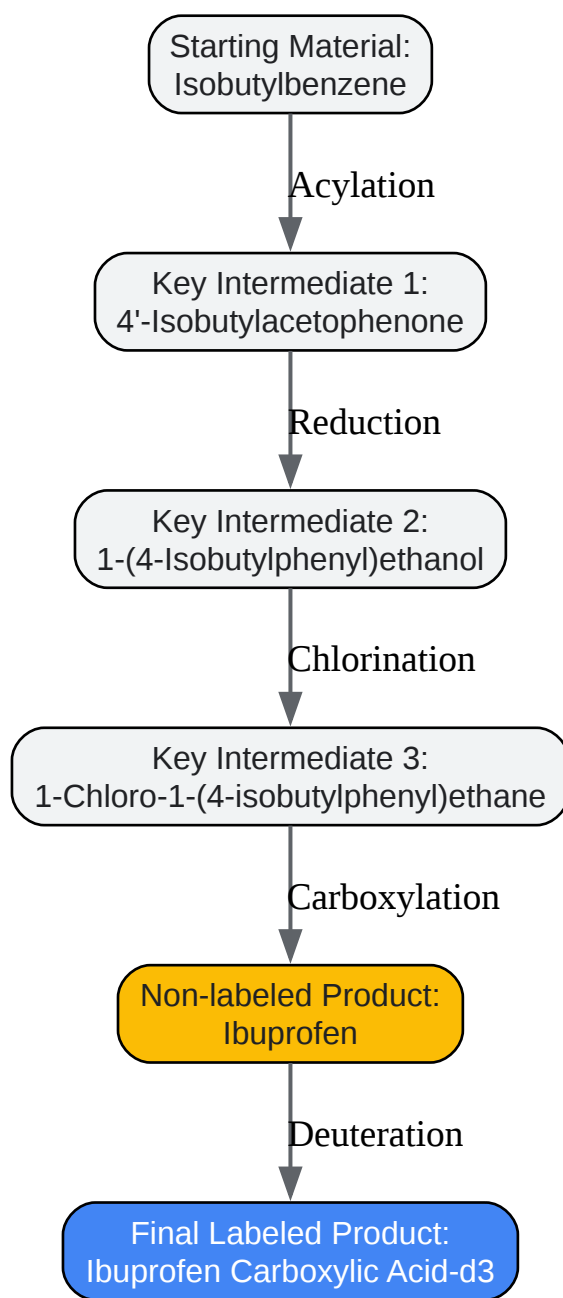 Starting Material:
Isobutylbenzene
Acylation
Key Intermediate 1:
4'-Isobutylacetophenone
Reduction
Key Intermediate 2:
1-(4-Isobutylphenyl)ethanol
Chlorination
Key Intermediate 3:
1-Chloro-1-(4-isobutylphenyl)ethane
Carboxylation
Non-labeled Product:
Ibuprofen
Deuteration
Final Labeled Product:
Ibuprofen Carboxylic Acid-d3